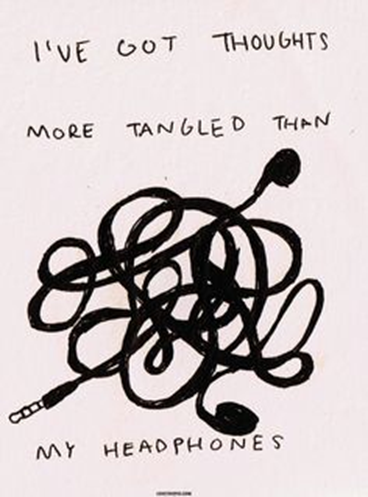 I'VE GOT THOUGHTS
MORE TANGLED THAN
MY HEADPHONES